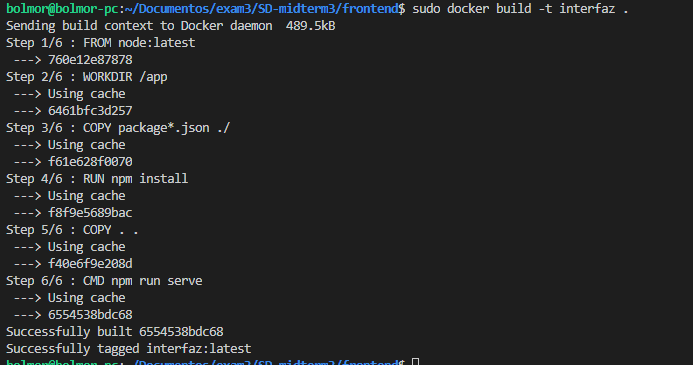 bolmor@bolmor-pc:~/Documentos/exam3/SD-midterm3/frontend$ sudo docker build -t interfaz .
Sending build context to Docker daemon  489.5kB
Step 1/6 : FROM node:latest
 ---> 760e12e87878
Step 2/6 : WORKDIR /app
 ---> Using cache
 ---> 6461bfc3d257
Step 3/6 : COPY package*.json ./
 ---> Using cache
 ---> f61e628f0070
Step 4/6 : RUN npm install
 ---> Using cache
 ---> f8f9e5689bac
Step 5/6 : COPY . .
 ---> Using cache
 ---> f40e6f9e208d
Step 6/6 : CMD npm run serve
 ---> Using cache
 ---> 6554538bdc68
Successfully built 6554538bdc68
Successfully tagged interfaz:latest
bolmor@bolmor-pc:~/Documentos/exam3/SD-midterm3/frontend$